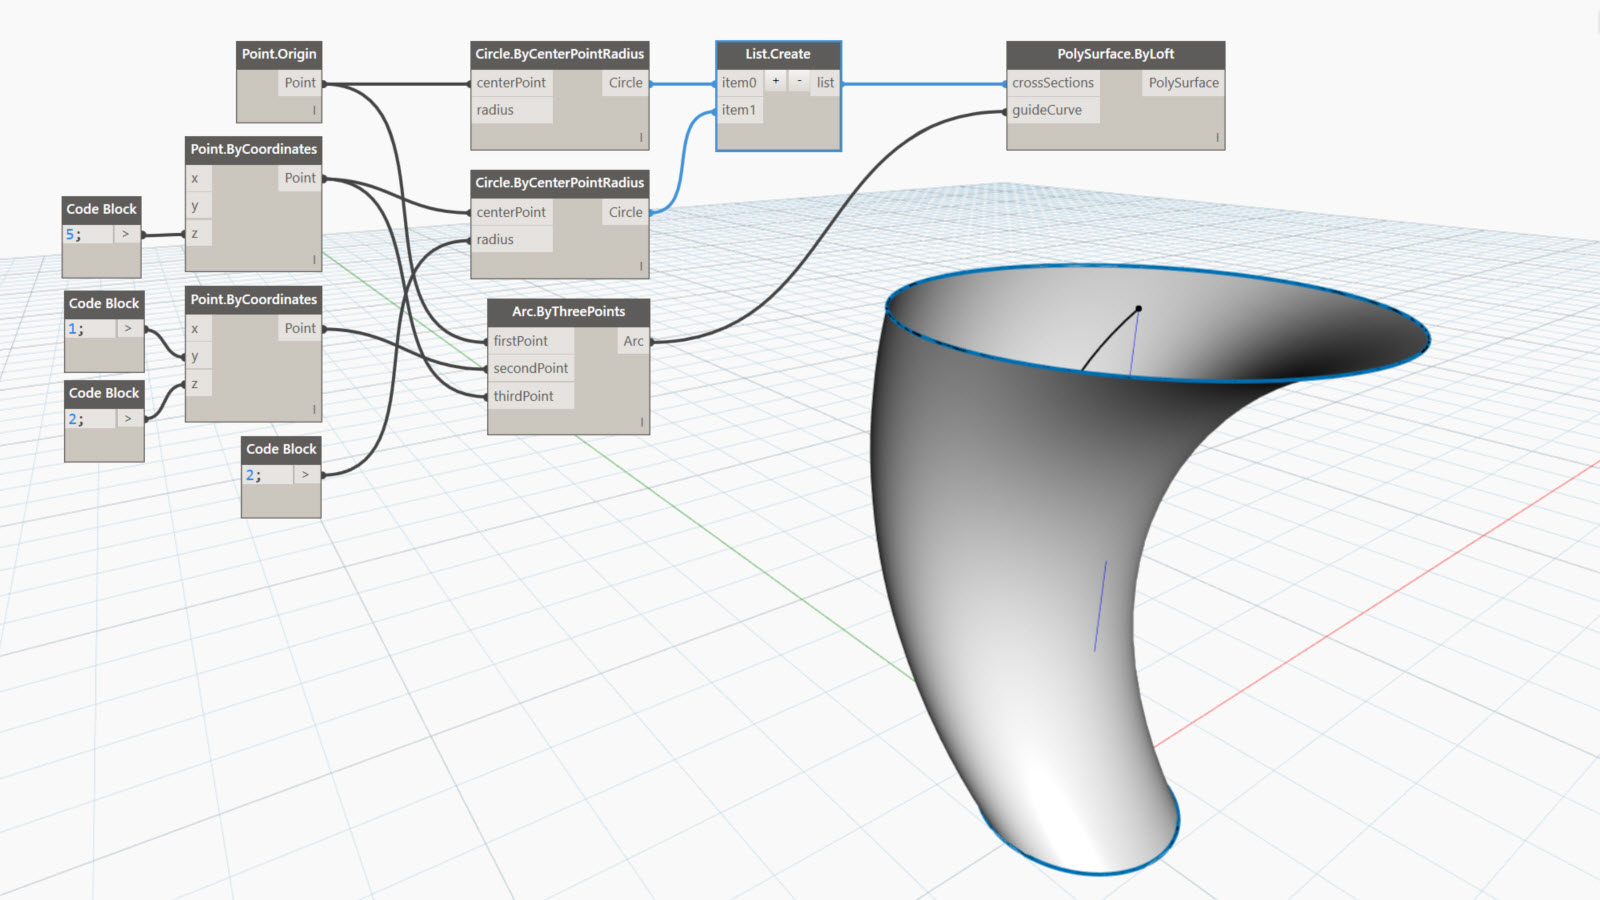 Point.Origin
Point
|
Point.ByCoordinates
x
Point
y
z
|
Code Block
5;
>
Point.ByCoordinates
x
Point
y
z
|
Code Block
1;
>
Code Block
2;
>
Code Block
2;
>
Circle.ByCenterPointRadius
centerPoint
Circle
radius
|
Circle.ByCenterPointRadius
centerPoint
Circle
radius
|
Arc.ByThreePoints
firstPoint
Arc
secondPoint
thirdPoint
|
List.Create
item0
+
-
list
item1
PolySurface.ByLoft
crossSections
PolySurface
guideCurve
|